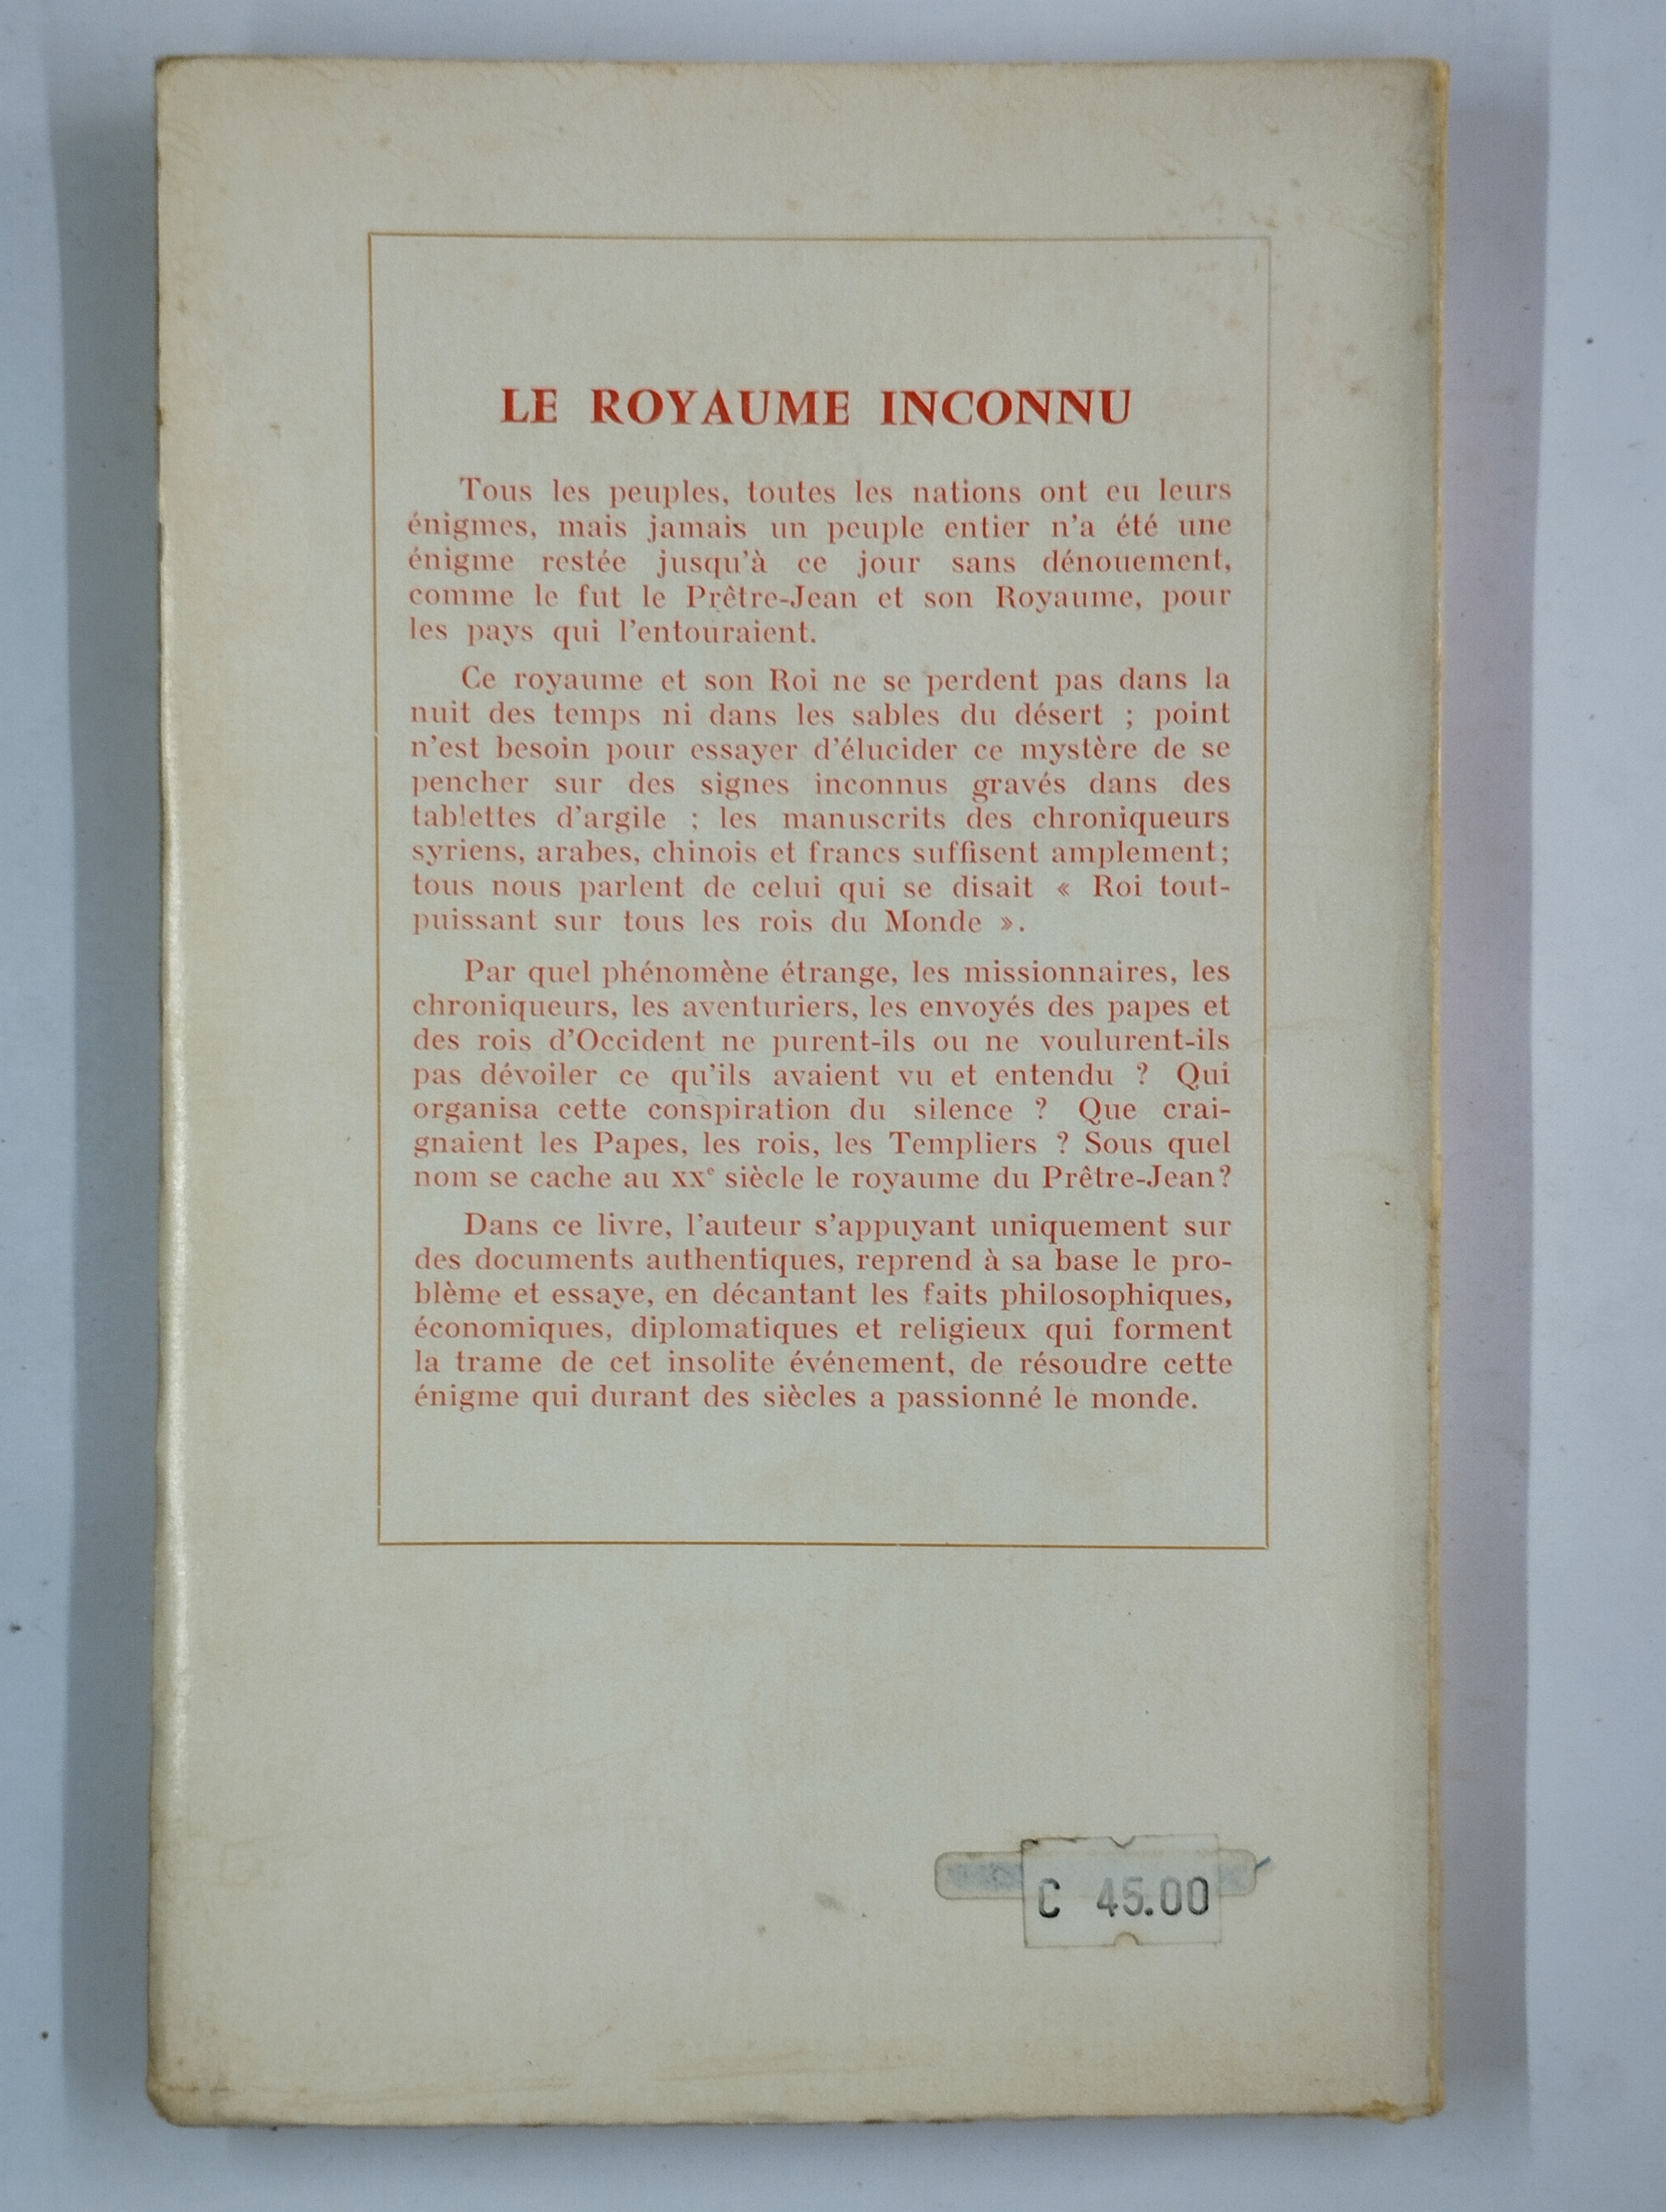 LE ROYAUME INCONNU
Tous les peuples, toutes les nations ont eu leurs
énigmes, mais jamais un peuple entier n'a été une
énigme restée jusqu'à ce jour sans dénouement,
comme le fut le Prêtre-Jean et son Royaume, pour
les pays qui l'entouraient.
Ce royaume et son Roi ne se perdent pas dans la
nuit des temps ni dans les sables du désert ; point
n'est besoin pour essayer d'élucider ce mystère de se
pencher sur des signes inconnus gravés dans des
tablettes d'argile ; les manuscrits des chroniqueurs
syriens, arabes, chinois et francs suffisent amplement;
tous nous parlent de celui qui se disait « Roi tout-
puissant sur tous les rois du Monde ».
Par quel phénomène étrange, les missionnaires, les
chroniqueurs, les aventuriers, les envoyés des papes et
des rois d'Occident ne purent-ils ou ne voulurent-ils
pas dévoiler ce qu'ils avaient vu et entendu ? Qui
organisa cette conspiration du silence ? Que crai-
gnaient les Papes, les rois, les Templiers ? Sous quel
nom se cache au XXe siècle le royaume du Prêtre-Jean?
Dans ce livre, l'auteur s'appuyant uniquement sur
des documents authentiques, reprend à sa base le pro-
blème et essaye, en décantant les faits philosophiques,
économiques, diplomatiques et religieux qui forment
la trame de cet insolite événement, de résoudre cette
énigme qui durant des siècles a passionné le monde.
C 45.00